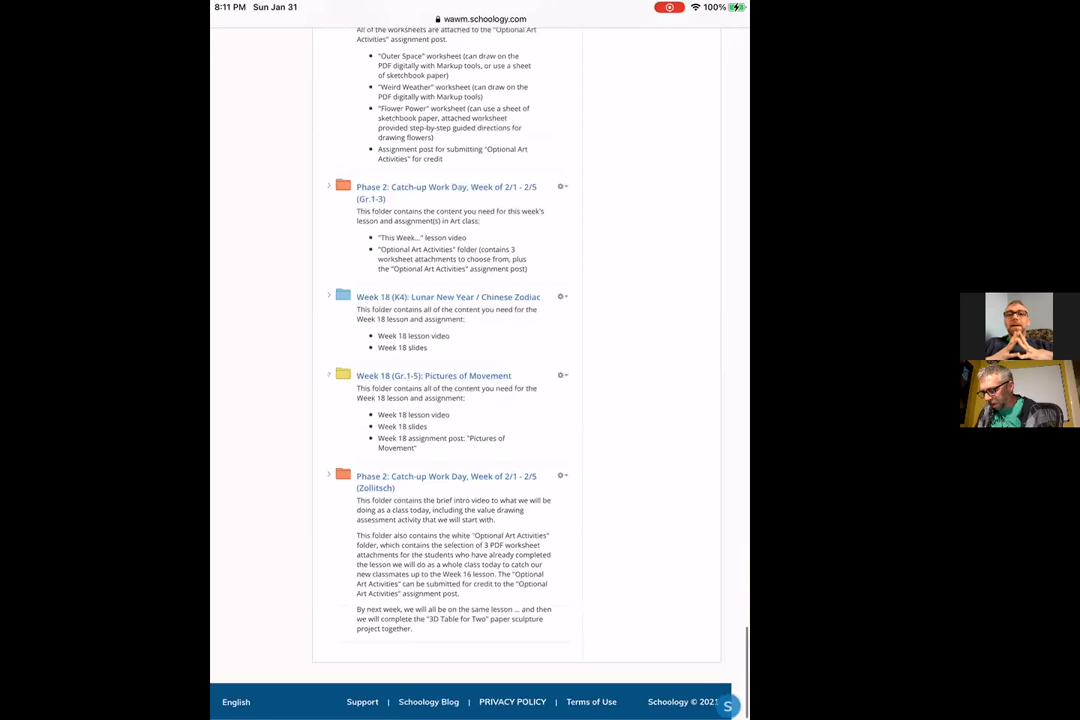 8:11 PM Sun Jan 31
100%
wawm.schoology.com
All of the worksheets are attached to the "Optional Art
Activities" assignment post.
"Outer Space" worksheet (can draw on the
PDF digitally with Markup tools, or use a sheet
of sketchbook paper)
"Weird Weather" worksheet (can draw on the
PDF digitally with Markup tools)
"Flower Power" worksheet (can use a sheet of
sketchbook paper, attached worksheet
provided step-by-step guided directions for
drawing flowers)
Assignment post for submitting "Optional Art
Activities" for credit
Phase 2: Catch-up Work Day, Week of 2/1 - 2/5
(Gr.1-3)
This folder contains the content you need for this week's
lesson and assignment(s) in Art class:
"This Week..." lesson video
"Optional Art Activities" folder (contains 3
worksheet attachments to choose from, plus
the "Optional Art Activities" assignment post)
Week 18 (K4): Lunar New Year / Chinese Zodiac
This folder contains all of the content you need for the
Week 18 lesson and assignment:
Week 18 lesson video
Week 18 slides
Week 18 (Gr.1-5): Pictures of Movement
This folder contains all of the content you need for the
Week 18 lesson and assignment:
Week 18 lesson video
Week 18 slides
Week 18 assignment post: "Pictures of
Movement"
Phase 2: Catch-up Work Day, Week of 2/1 - 2/5
(Zollitsch)
This folder contains the brief intro video to what we will be
doing as a class today, including the value drawing
assessment activity that we will start with.
This folder also contains the white "Optional Art Activities"
folder, which contains the selection of 3 PDF worksheet
attachments for the students who have already completed
the lesson we will do as a whole class today to catch our
new classmates up to the Week 16 lesson. The "Optional
Art Activities" can be submitted for credit to the "Optional
Art Activities" assignment post.
By next week, we will all be on the same lesson ... and then
we will complete the "3D Table for Two" paper sculpture
project together.
English Support | Schoology Blog | PRIVACY POLICY | Terms of Use Schoology © 2021
S